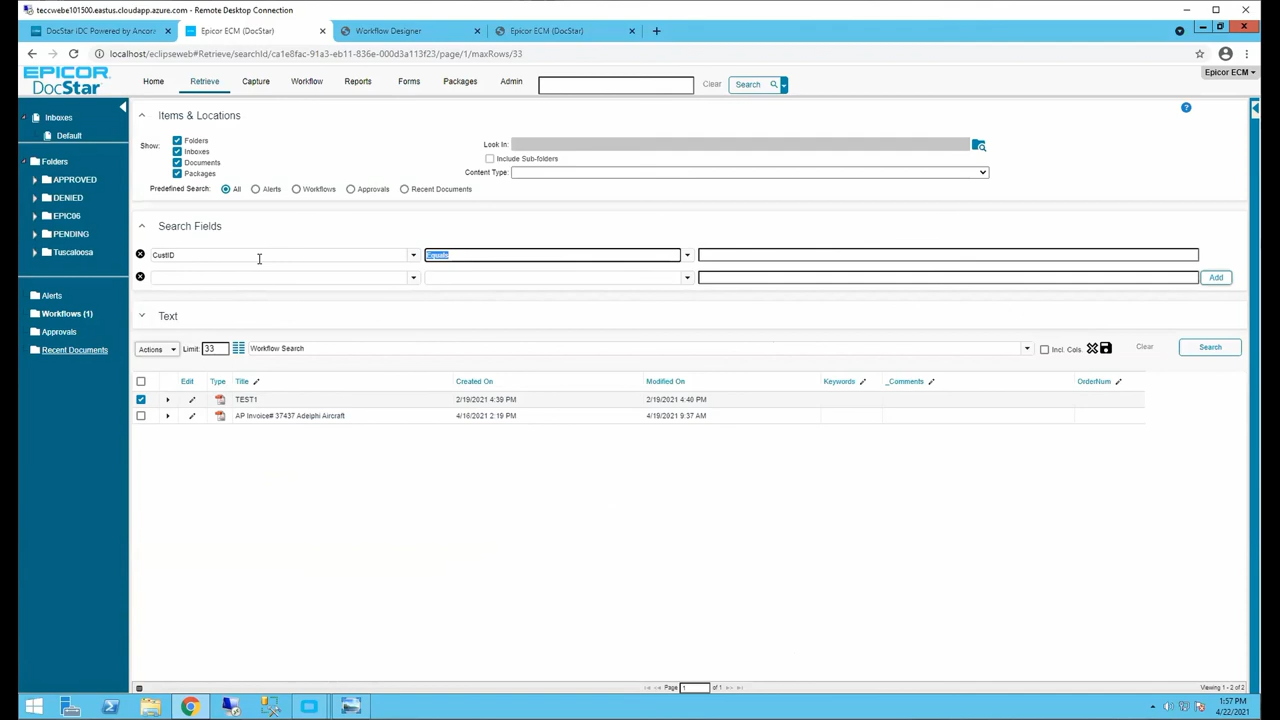 teccwebe101500.eastus.cloudapp.azure.com - Remote Desktop Connection
DocStar iDC Powered by Ancora
Epicor ECM (DocStar)
Workflow Designer
Epicor ECM (DocStar)
localhost/eclipseweb#Retrieve/searchId/ca1e8fac-91a3-eb11-836e-000d3a113f23/page/1/maxRows/33
EPICOR
DocStar
Home
Retrieve
Capture
Workflow
Reports
Forms
Packages
Admin
Clear
Search
Epicor ECM
Inboxes
Default
Folders
APPROVED
DENIED
EPIC06
PENDING
Tuscaloosa
Alerts
Workflows (1)
Approvals
Recent Documents
Items & Locations
Show:
Folders
Inboxes
Documents
Packages
Look In:
Include Sub-folders
Content Type:
Predefined Search:
All
Alerts
Workflows
Approvals
Recent Documents
Search Fields
CustID
Equals
Add
Text
Actions
Limit: 33
Workflow Search
Incl. Cols
Clear
Search
Edit Type Title Created On Modified On Keywords _Comments OrderNum
TEST1 2/19/2021 4:39 PM 2/19/2021 4:40 PM
AP Invoice# 37437 Adelphi Aircraft 4/16/2021 2:19 PM 4/19/2021 9:37 AM
Page 1 of 1
Viewing 1 - 2 of 2
1:57 PM
4/22/2021